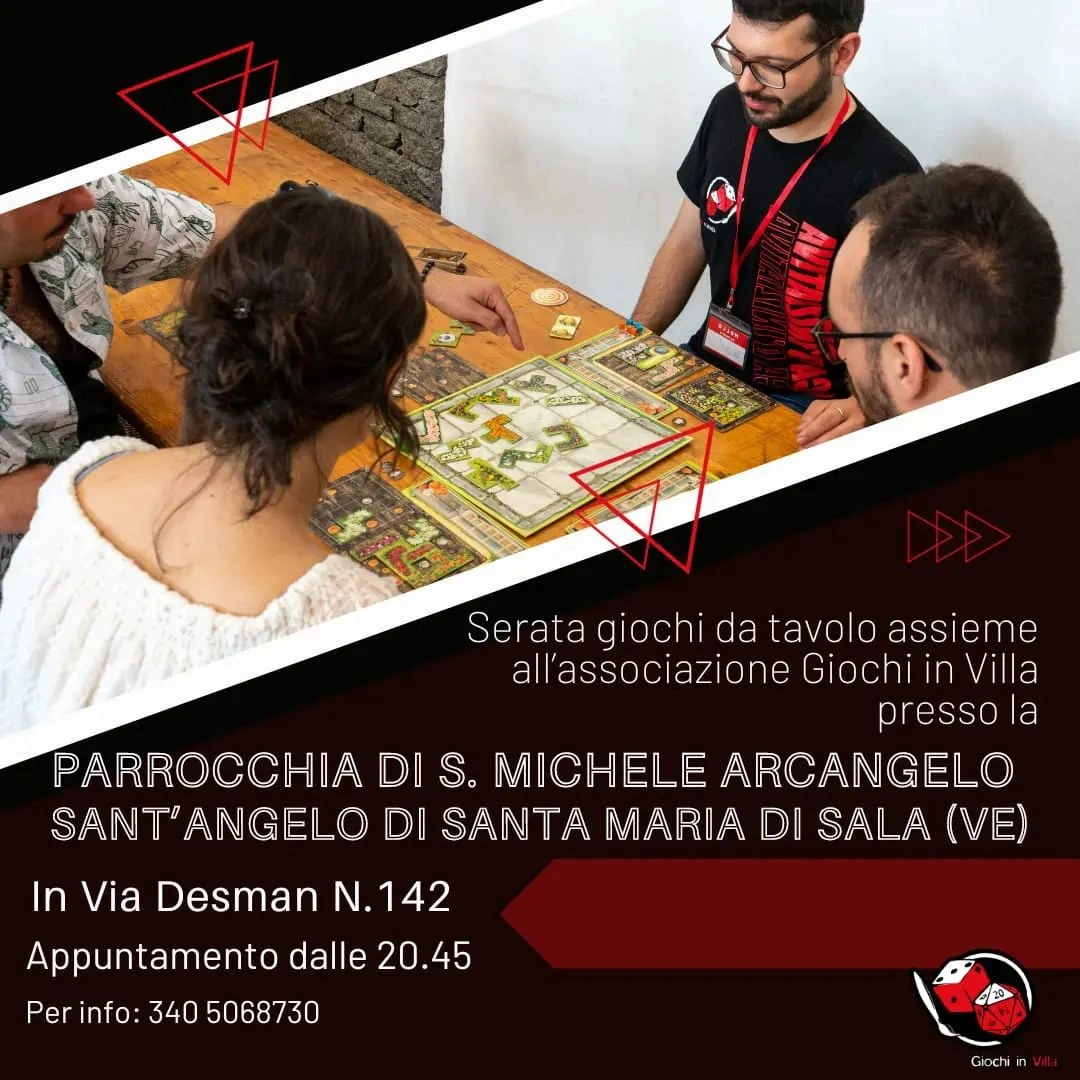 Serata giochi da tavolo assieme
all'associazione Giochi in Villa
presso la
PARROCCHIA DI S. MICHELE ARCANGELO
SANT'ANGELO DI SANTA MARIA DI SALA (VE)
In Via Desman N.142
Appuntamento dalle 20.45
Per info: 340 5068730
20
Giochi in Villa